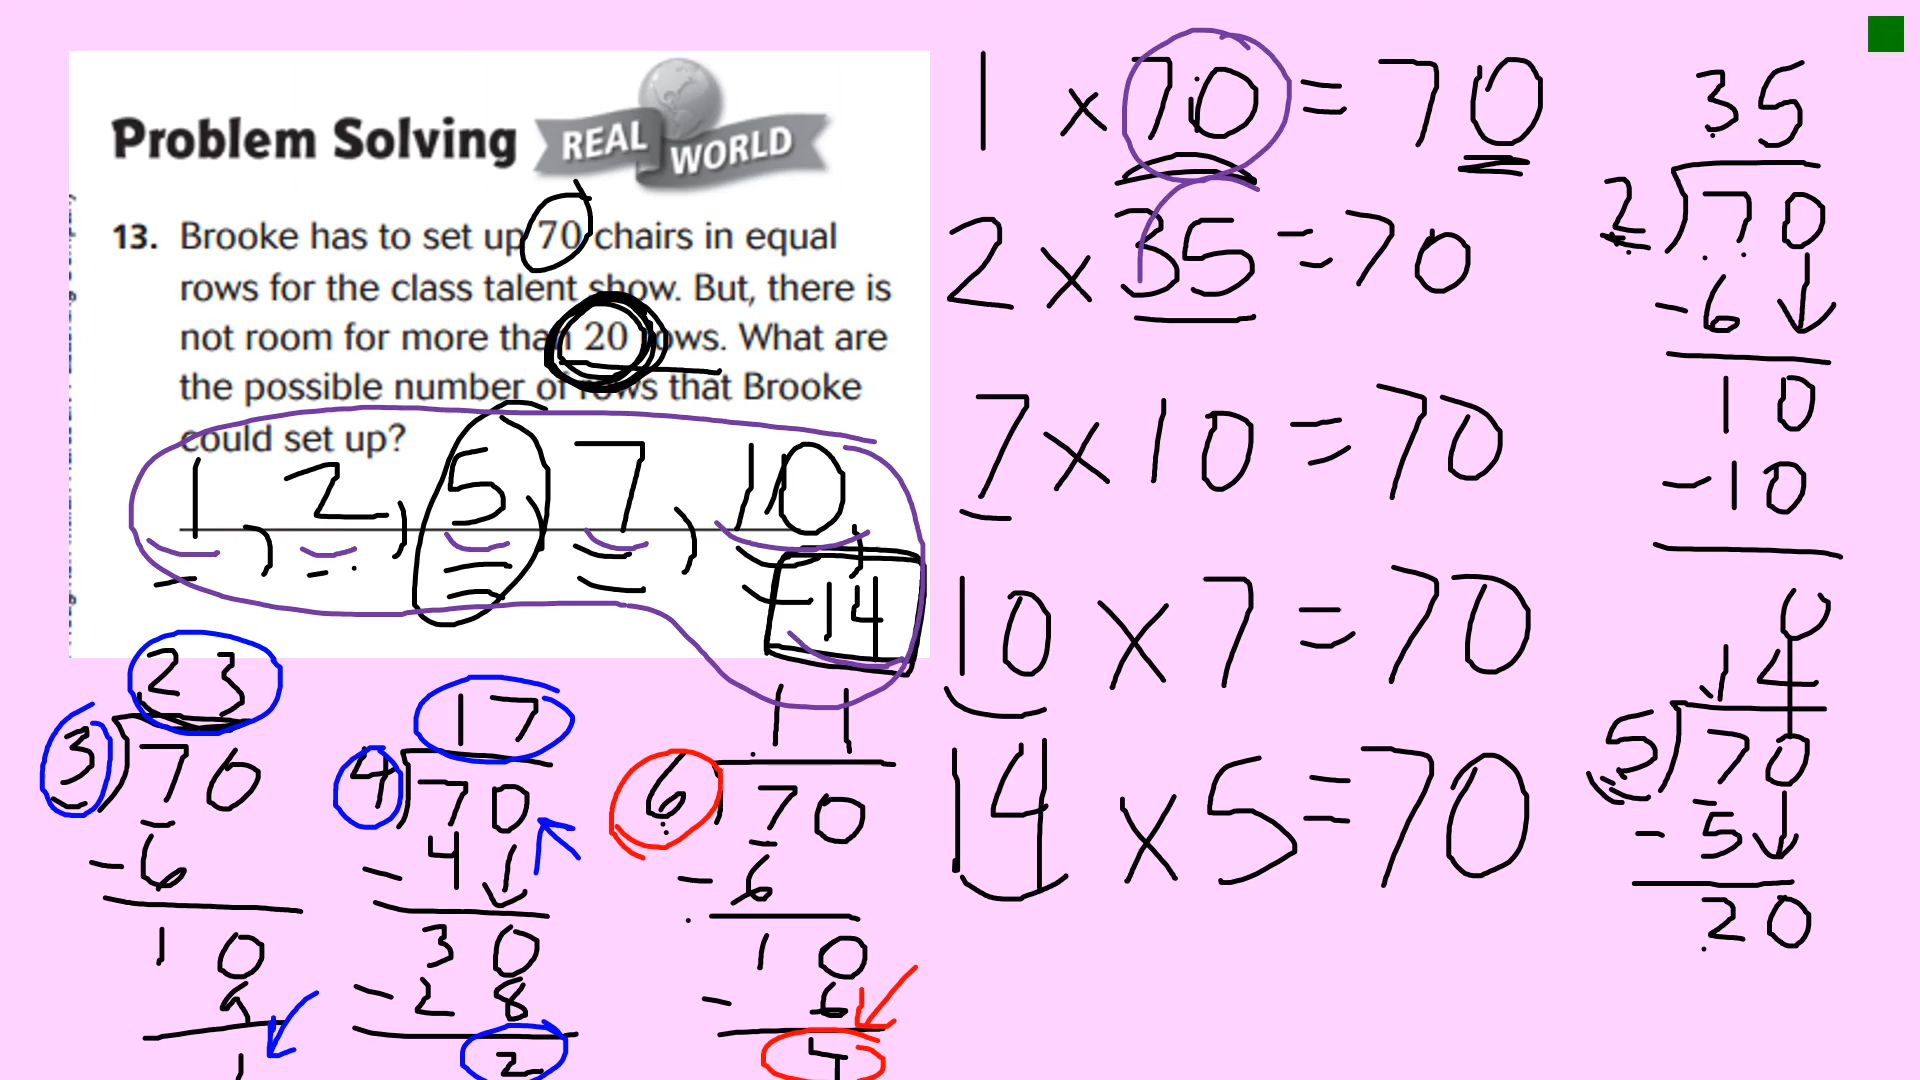 Problem Solving REAL WORLD
13. Brooke has to set up 70 chairs in equal
rows for the class talent show. But, there is
not room for more than 20 rows. What are
the possible number of rows that Brooke
could set up?
1, 2, 5, 7, 10,
14
23
3)70
-6
10
9
1
17
4)70
-4
30
-28
2
11
6)70
-6
10
-6
4
1 × 70 = 70
2 × 35 = 70
7 × 10 = 70
10 × 7 = 70
14 × 5 = 70
35
2)70
-6
10
-10
0
14
5)70
-5
20